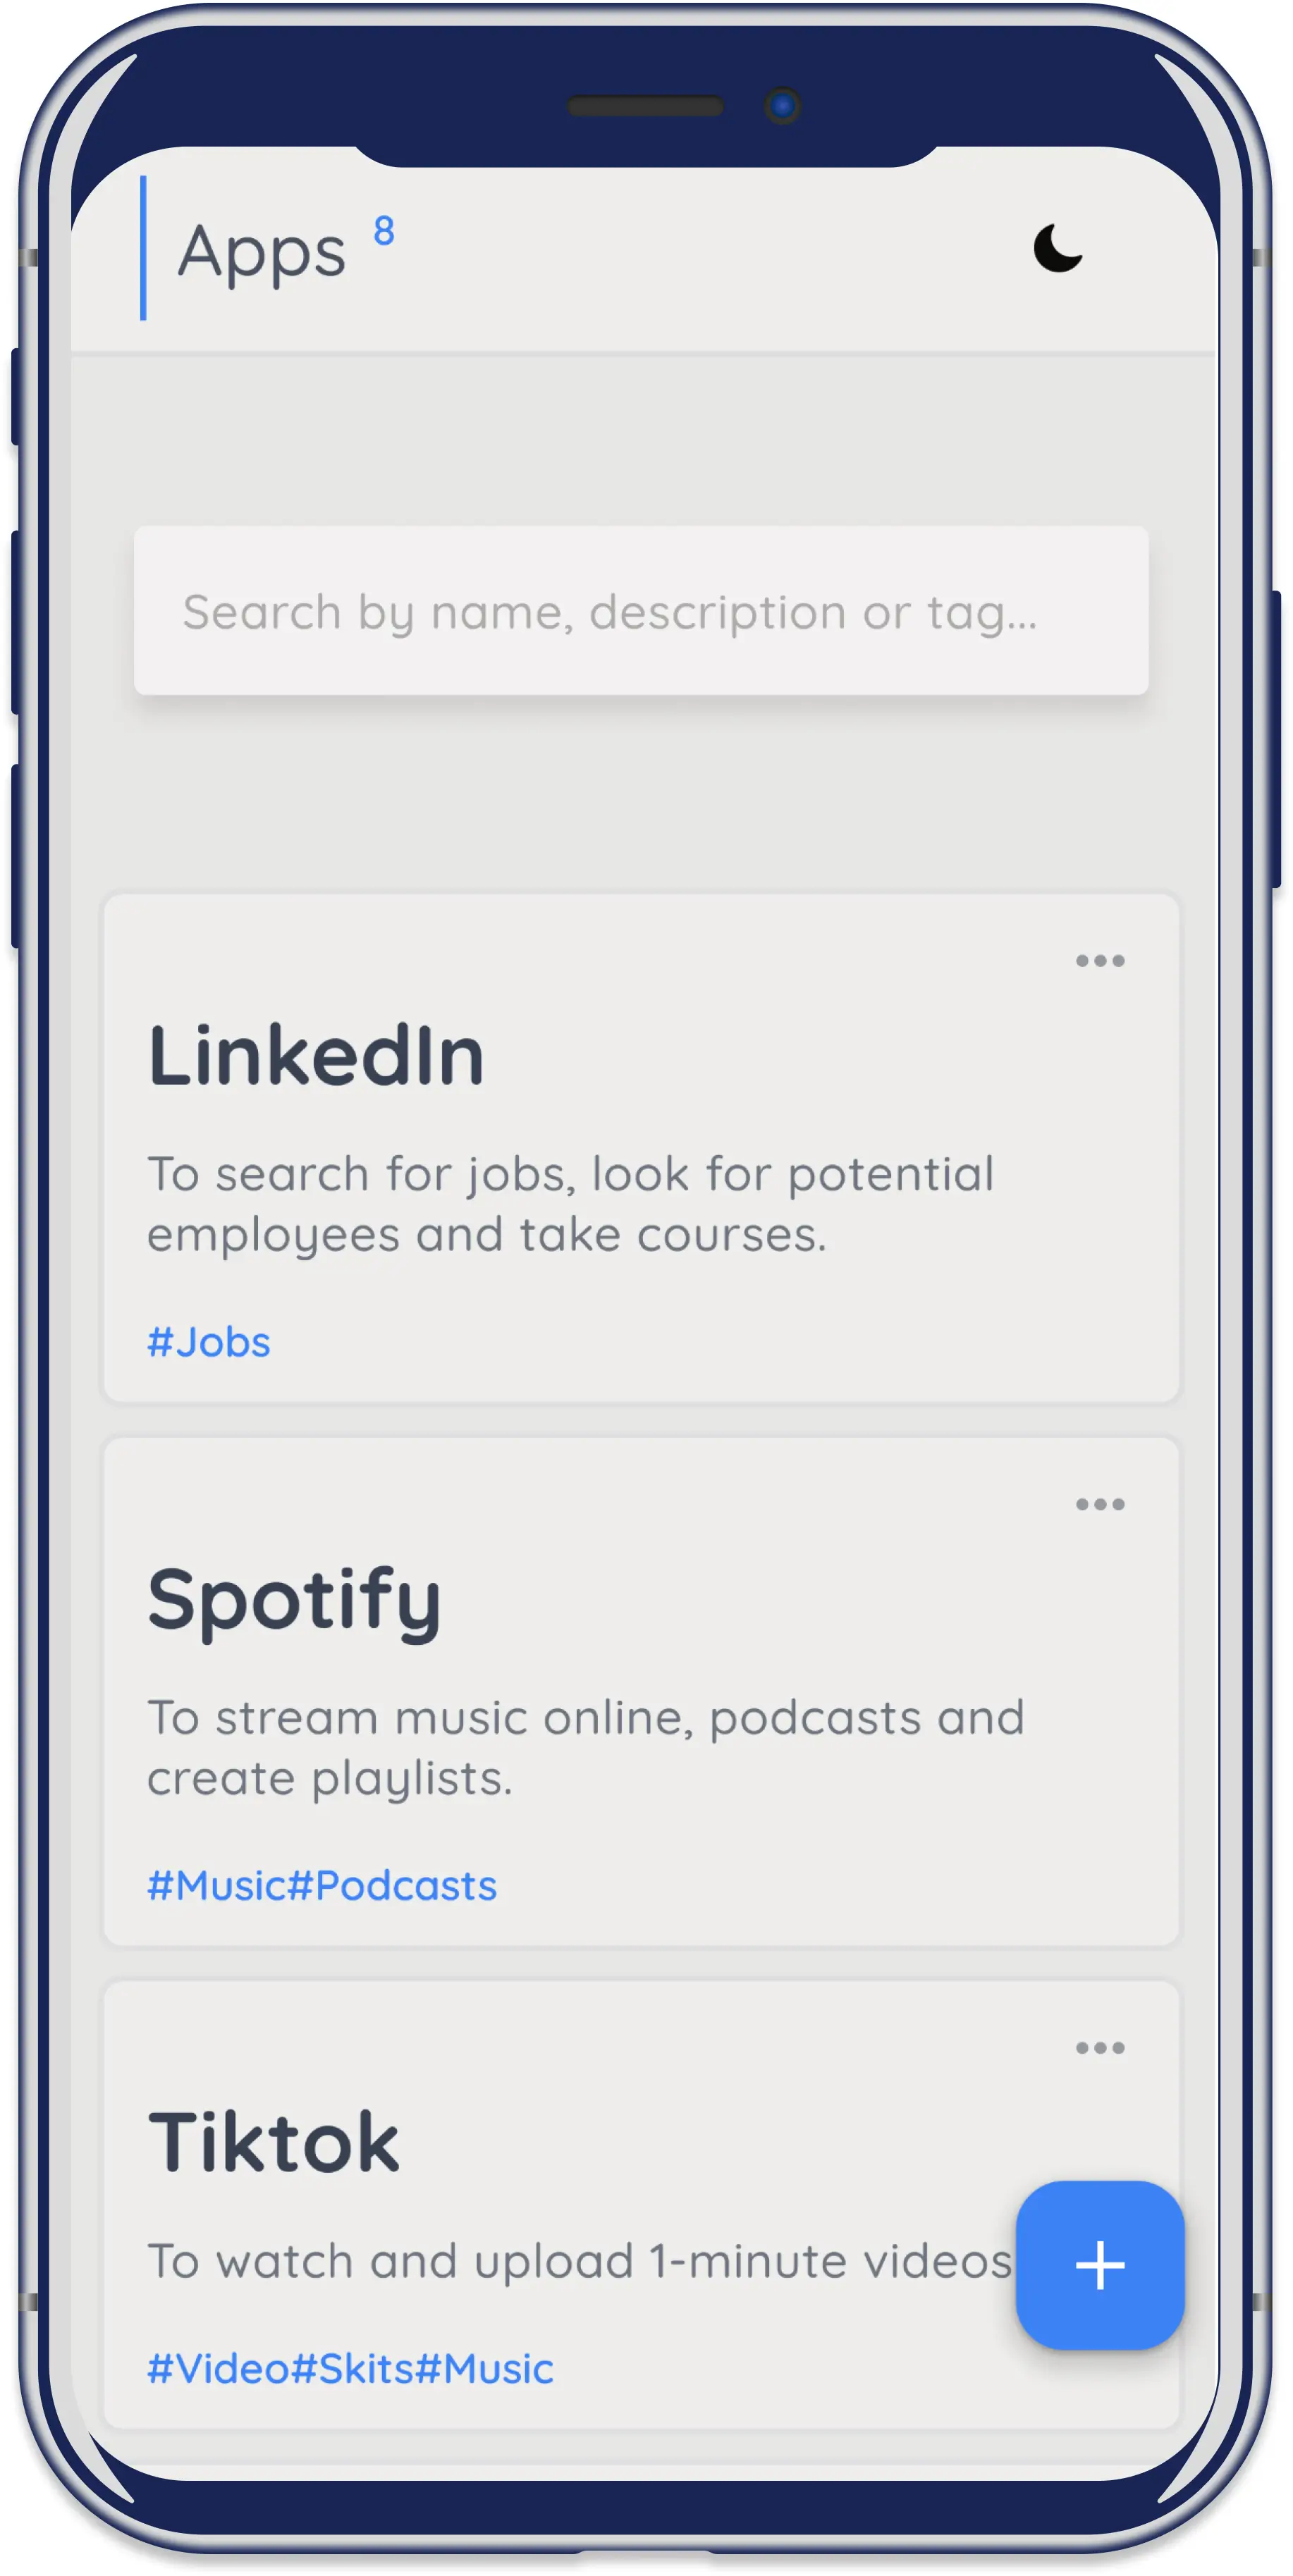 Apps 8
Search by name, description or tag...
LinkedIn
To search for jobs, look for potential
employees and take courses.
#Jobs
Spotify
To stream music online, podcasts and
create playlists.
#Music#Podcasts
Tiktok
To watch and upload 1-minute videos
#Video#Skits#Music